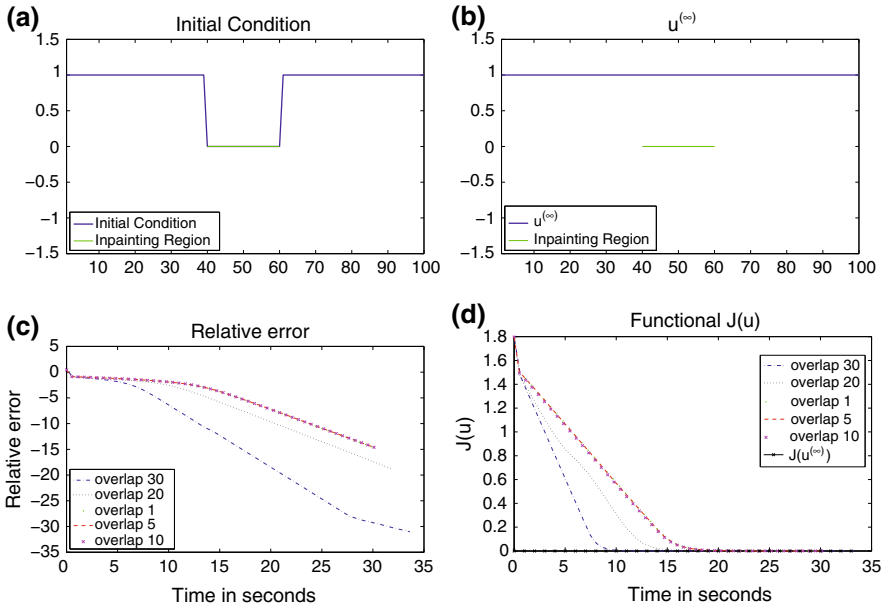 (a)
Initial Condition
1.5
1
0.5
0
−0.5
−1
−1.5
Initial Condition
Inpainting Region
10 20 30 40 50 60 70 80 90 100
(b)
u(∞)
1.5
1
0.5
0
−0.5
−1
−1.5
u(∞)
Inpainting Region
10 20 30 40 50 60 70 80 90 100
(c)
Relative error
Relative error
5
0
−5
−10
−15
−20
−25
−30
−35
overlap 30
overlap 20
overlap 1
overlap 5
overlap 10
0 5 10 15 20 25 30 35
Time in seconds
(d)
Functional J(u)
J(u)
1.8
1.6
1.4
1.2
1
0.8
0.6
0.4
0.2
0
overlap 30
overlap 20
overlap 1
overlap 5
overlap 10
J(u(∞))
0 5 10 15 20 25 30 35
Time in seconds